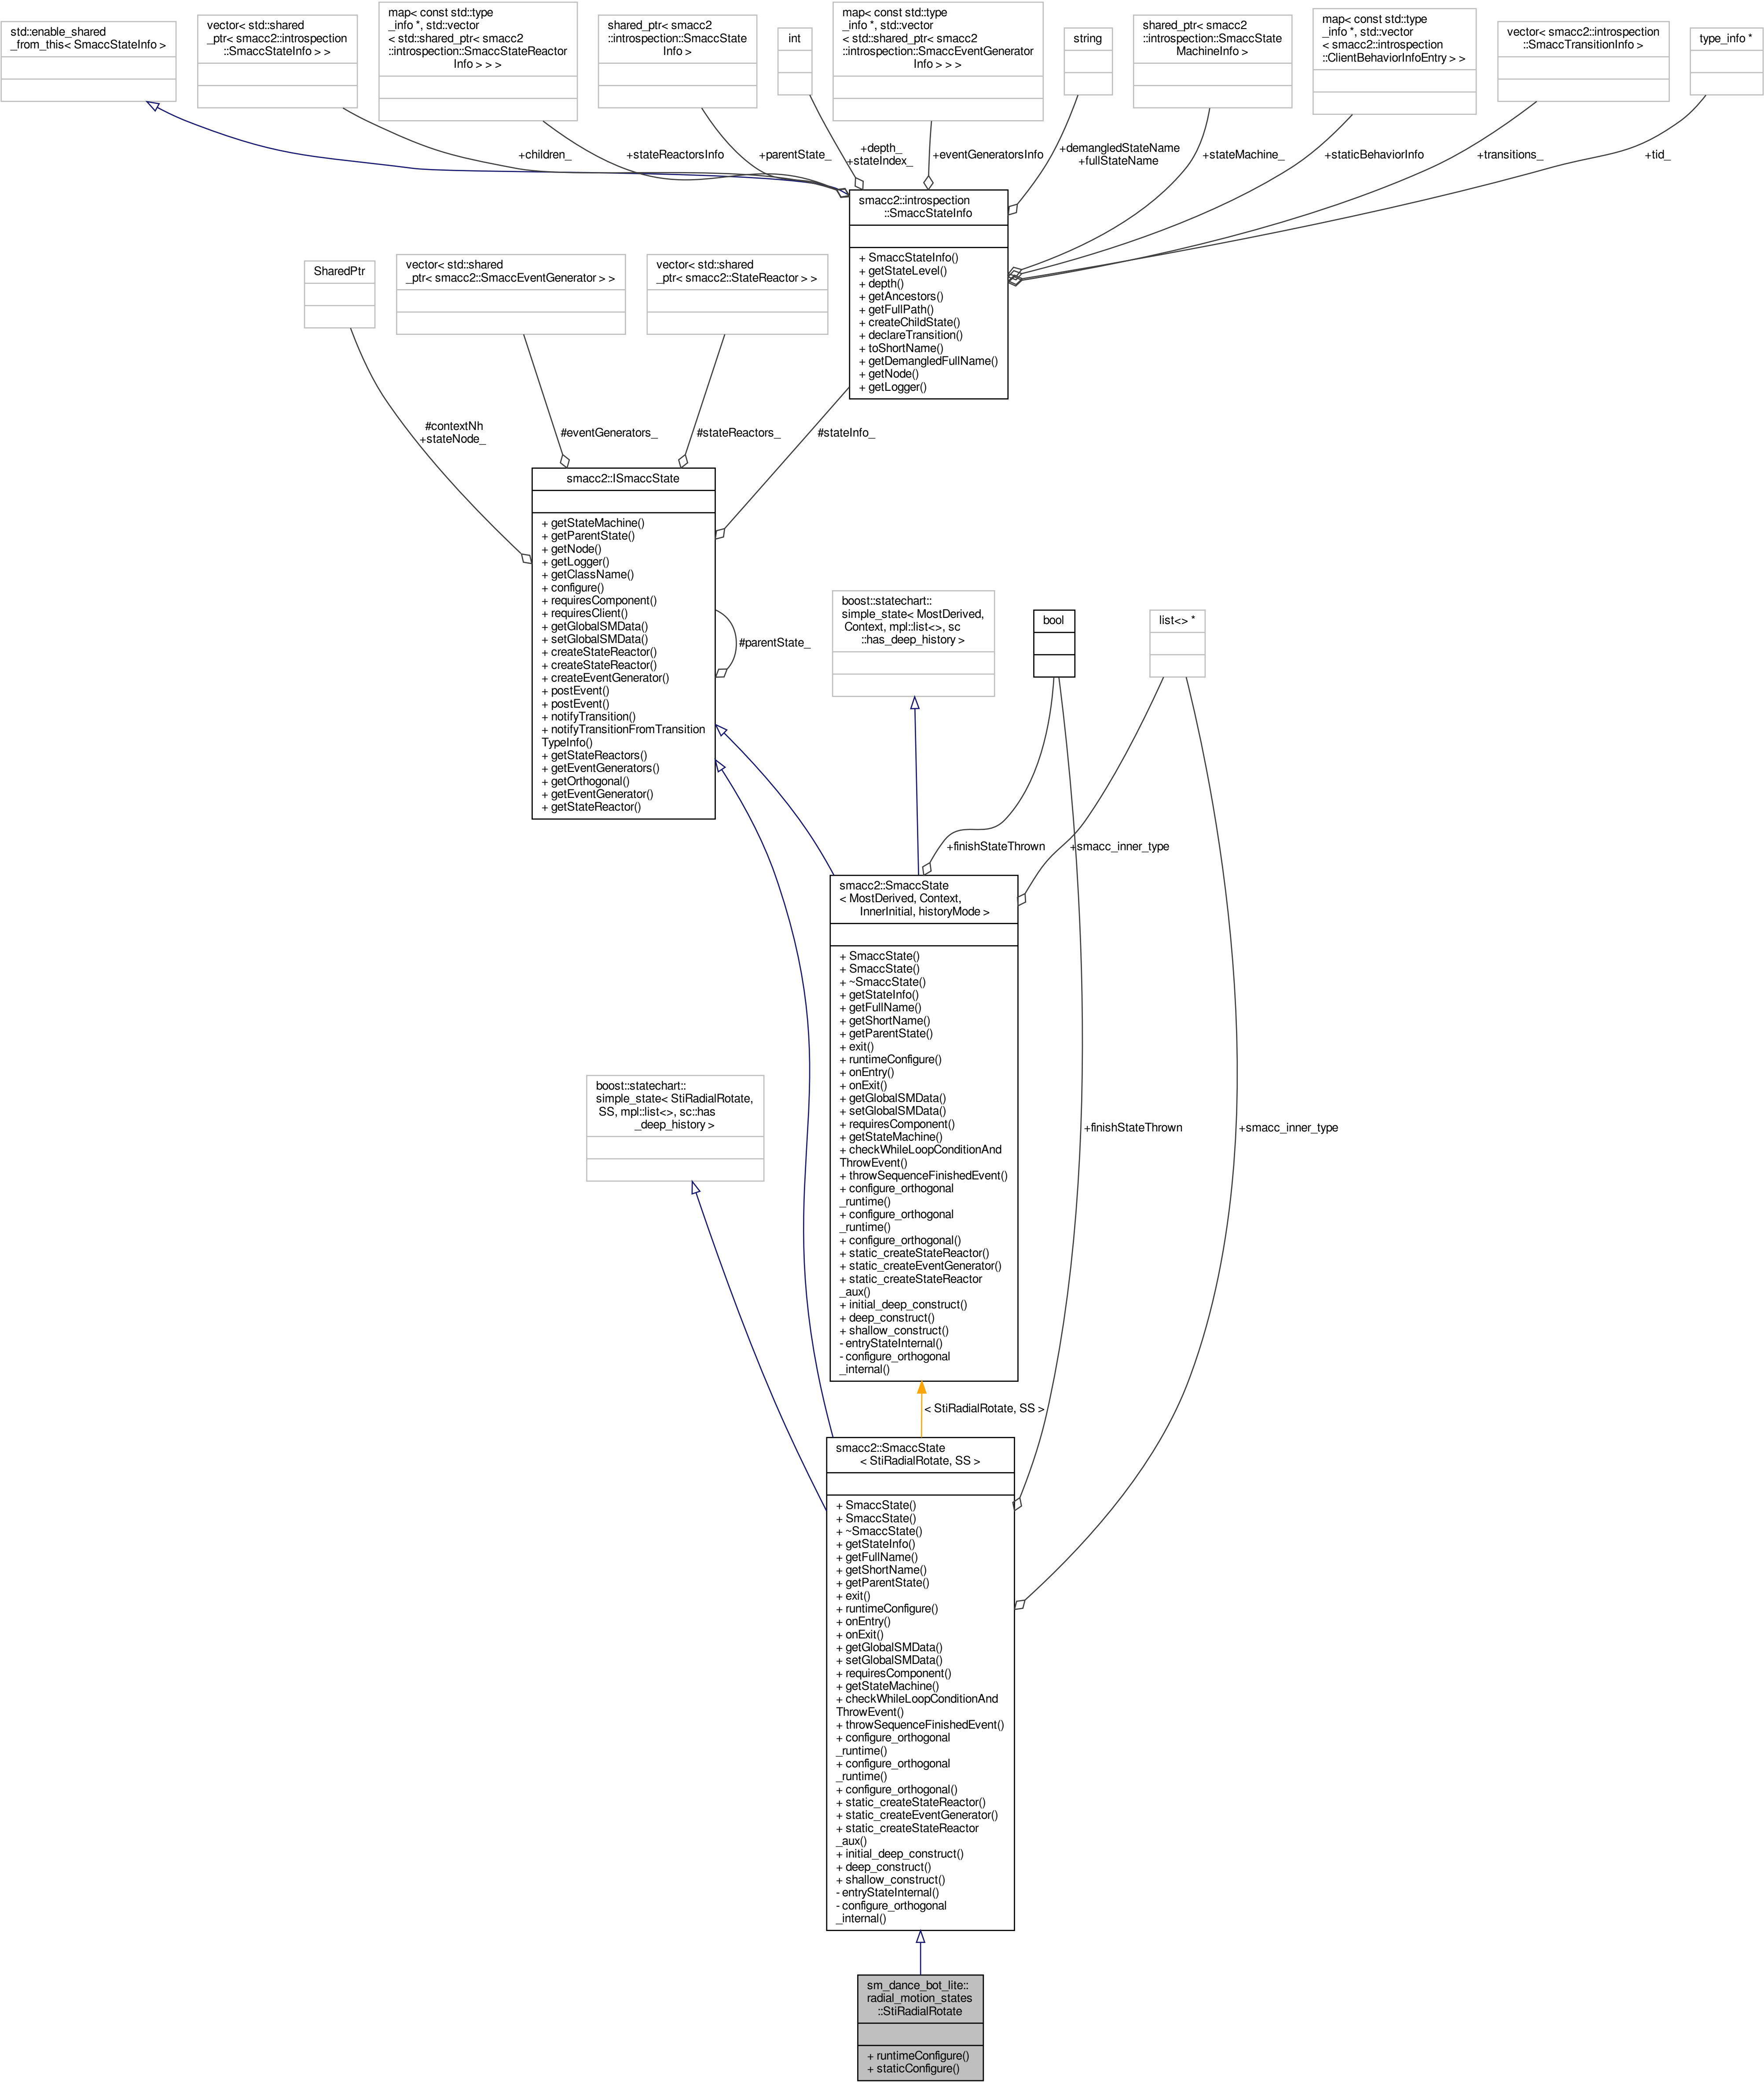 std::enable_shared
_from_this< SmaccStateInfo >
vector< std::shared
_ptr< smacc2::introspection
::SmaccStateInfo > >
map< const std::type
_info *, std::vector
< std::shared_ptr< smacc2
::introspection::SmaccStateReactor
Info > > >
shared_ptr< smacc2
::introspection::SmaccState
Info >
int
map< const std::type
_info *, std::vector
< std::shared_ptr< smacc2
::introspection::SmaccEventGenerator
Info > > >
string
shared_ptr< smacc2
::introspection::SmaccState
MachineInfo >
map< const std::type
_info *, std::vector
< smacc2::introspection
::ClientBehaviorInfoEntry > >
vector< smacc2::introspection
::SmaccTransitionInfo >
type_info *
+children_
+stateReactorsInfo
+parentState_
+depth_
+stateIndex_
+eventGeneratorsInfo
+demangledStateName
+fullStateName
+stateMachine_
+staticBehaviorInfo
+transitions_
+tid_
smacc2::introspection
::SmaccStateInfo
+ SmaccStateInfo()
+ getStateLevel()
+ depth()
+ getAncestors()
+ getFullPath()
+ createChildState()
+ declareTransition()
+ toShortName()
+ getDemangledFullName()
+ getNode()
+ getLogger()
SharedPtr
vector< std::shared
_ptr< smacc2::SmaccEventGenerator > >
vector< std::shared
_ptr< smacc2::StateReactor > >
#contextNh
+stateNode_
#eventGenerators_
#stateReactors_
#stateInfo_
smacc2::ISmaccState
+ getStateMachine()
+ getParentState()
+ getNode()
+ getLogger()
+ getClassName()
+ configure()
+ requiresComponent()
+ requiresClient()
+ getGlobalSMData()
+ setGlobalSMData()
+ createStateReactor()
+ createStateReactor()
+ createEventGenerator()
+ postEvent()
+ postEvent()
+ notifyTransition()
+ notifyTransitionFromTransition
TypeInfo()
+ getStateReactors()
+ getEventGenerators()
+ getOrthogonal()
+ getEventGenerator()
+ getStateReactor()
#parentState_
boost::statechart::
simple_state< MostDerived,
Context, mpl::list<>, sc
::has_deep_history >
bool
list<> *
+finishStateThrown
+smacc_inner_type
smacc2::SmaccState
< MostDerived, Context,
InnerInitial, historyMode >
+ SmaccState()
+ SmaccState()
+ ~SmaccState()
+ getStateInfo()
+ getFullName()
+ getShortName()
+ getParentState()
+ exit()
+ runtimeConfigure()
+ onEntry()
+ onExit()
+ getGlobalSMData()
+ setGlobalSMData()
+ requiresComponent()
+ getStateMachine()
+ checkWhileLoopConditionAnd
ThrowEvent()
+ throwSequenceFinishedEvent()
+ configure_orthogonal
_runtime()
+ configure_orthogonal
_runtime()
+ configure_orthogonal()
+ static_createStateReactor()
+ static_createEventGenerator()
+ static_createStateReactor
_aux()
+ initial_deep_construct()
+ deep_construct()
+ shallow_construct()
- entryStateInternal()
- configure_orthogonal
_internal()
boost::statechart::
simple_state< StiRadialRotate,
SS, mpl::list<>, sc::has
_deep_history >
+finishStateThrown
+smacc_inner_type
< StiRadialRotate, SS >
smacc2::SmaccState
< StiRadialRotate, SS >
+ SmaccState()
+ SmaccState()
+ ~SmaccState()
+ getStateInfo()
+ getFullName()
+ getShortName()
+ getParentState()
+ exit()
+ runtimeConfigure()
+ onEntry()
+ onExit()
+ getGlobalSMData()
+ setGlobalSMData()
+ requiresComponent()
+ getStateMachine()
+ checkWhileLoopConditionAnd
ThrowEvent()
+ throwSequenceFinishedEvent()
+ configure_orthogonal
_runtime()
+ configure_orthogonal
_runtime()
+ configure_orthogonal()
+ static_createStateReactor()
+ static_createEventGenerator()
+ static_createStateReactor
_aux()
+ initial_deep_construct()
+ deep_construct()
+ shallow_construct()
- entryStateInternal()
- configure_orthogonal
_internal()
sm_dance_bot_lite::
radial_motion_states
::StiRadialRotate
+ runtimeConfigure()
+ staticConfigure()